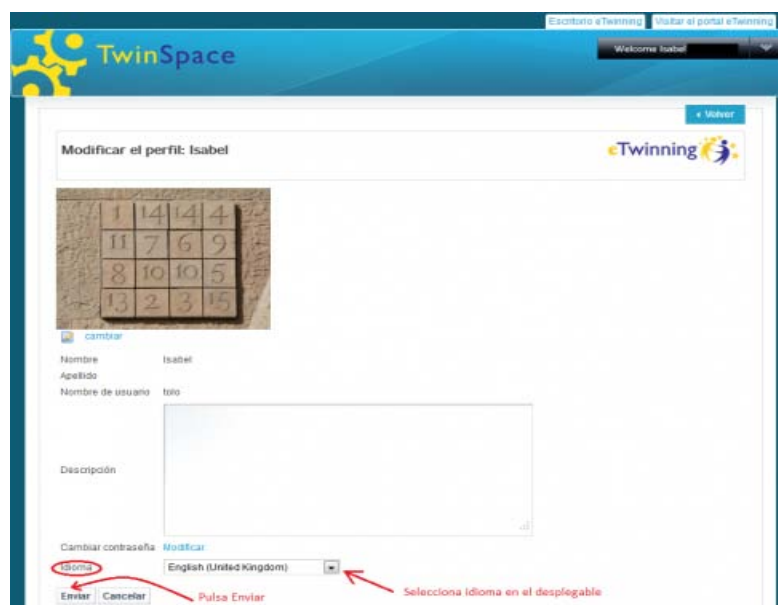 Escritorio eTwinning Visitar el portal eTwinning
TwinSpace
Welcome Isabel
« Volver
Modificar el perfil: Isabel
eTwinning
1 14 14 4
11 7 6 9
8 10 10 5
13 2 3 15
cambiar
Nombre Isabel
Apellido
Nombre de usuario tolo
Descripción
Cambiar contraseña Modificar
Idioma English (United Kingdom)
Selecciona idioma en el desplegable
Enviar Cancelar
Pulsa Enviar